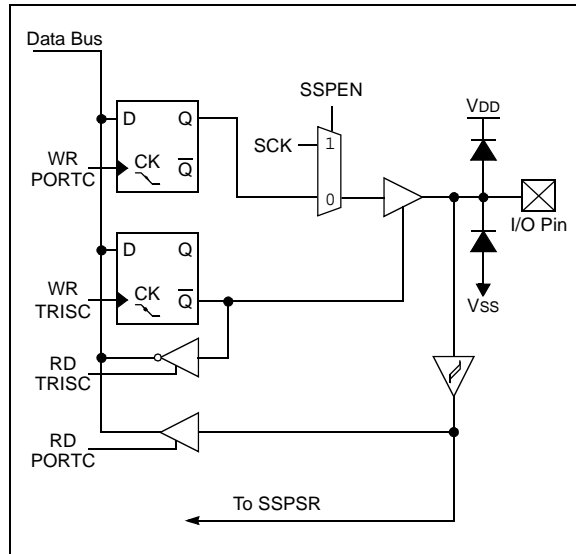 Data Bus
SSPEN
VDD
D
Q
SCK
1
WR
PORTC
CK
Q
0
I/O Pin
D
Q
VSS
WR
TRISC
CK
Q
RD
TRISC
RD
PORTC
To SSPSR